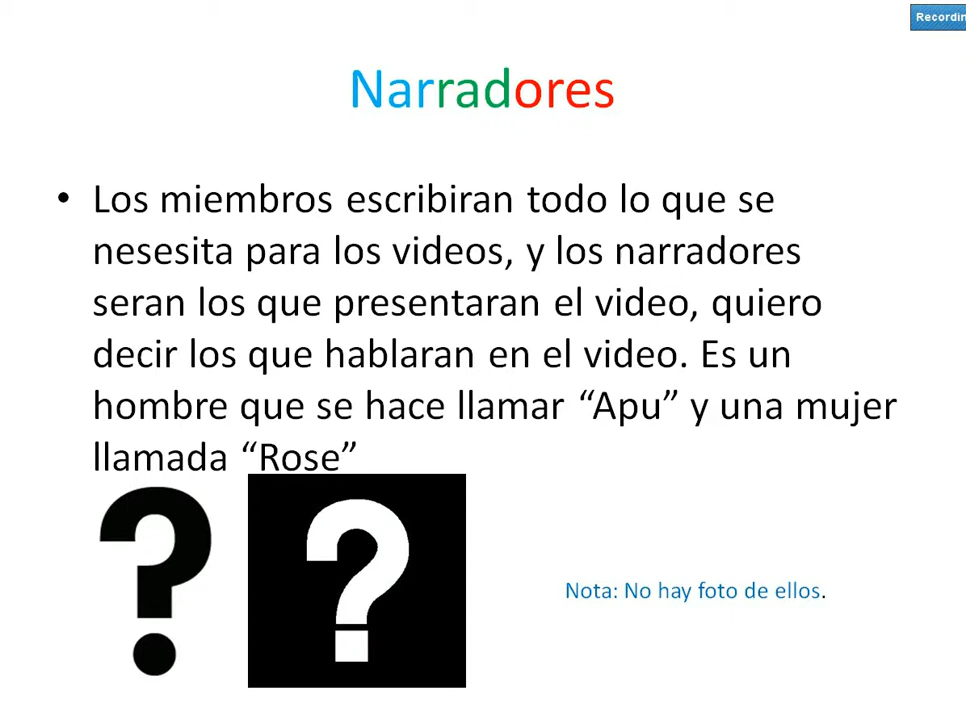 Recordin
Narradores
• Los miembros escribiran todo lo que se
nesesita para los videos, y los narradores
seran los que presentaran el video, quiero
decir los que hablaran en el video. Es un
hombre que se hace llamar “Apu” y una mujer
llamada “Rose”
? ?
Nota: No hay foto de ellos.